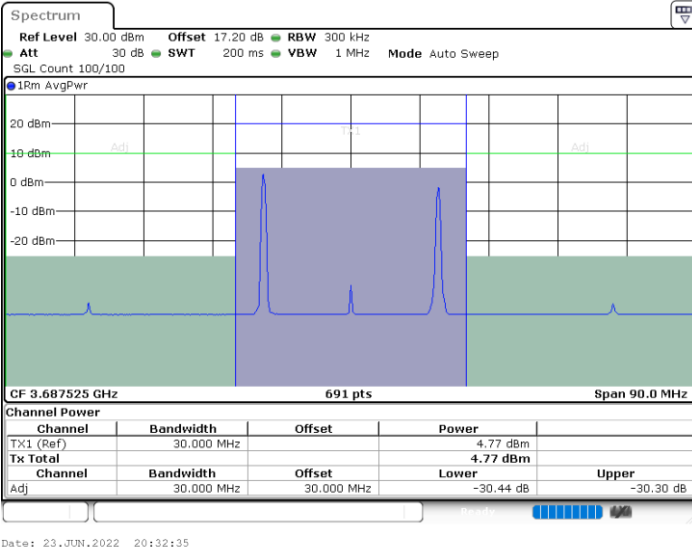 Spectrum
Ref Level 30.00 dBm Offset 17.20 dB RBW 300 kHz
Att 30 dB SWT 200 ms VBW 1 MHz Mode Auto Sweep
SGL Count 100/100
1Rm AvgPwr
20 dBm
TX1
Adj
Adj
10 dBm
0 dBm
-10 dBm
-20 dBm
CF 3.687525 GHz 691 pts Span 90.0 MHz
Channel Power
Channel Bandwidth Offset Power
TX1 (Ref) 30.000 MHz 4.77 dBm
Tx Total 4.77 dBm
Channel Bandwidth Offset Lower Upper
Adj 30.000 MHz 30.000 MHz -30.44 dB -30.30 dB
Ready
Date: 23.JUN.2022 20:32:35